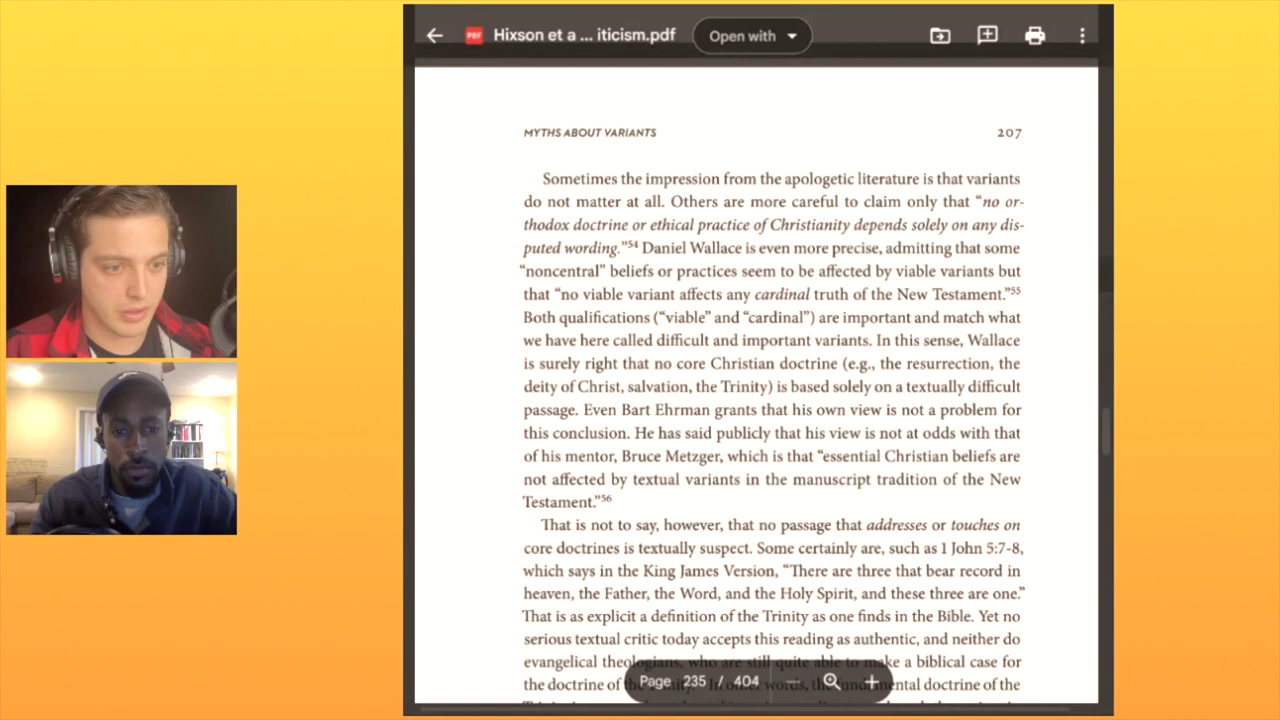 Hixson et a ... iticism.pdf
Open with
MYTHS ABOUT VARIANTS 207
Sometimes the impression from the apologetic literature is that variants
do not matter at all. Others are more careful to claim only that “no or-
thodox doctrine or ethical practice of Christianity depends solely on any dis-
puted wording.”54 Daniel Wallace is even more precise, admitting that some
“noncentral” beliefs or practices seem to be affected by viable variants but
that “no viable variant affects any cardinal truth of the New Testament.”55
Both qualifications (“viable” and “cardinal”) are important and match what
we have here called difficult and important variants. In this sense, Wallace
is surely right that no core Christian doctrine (e.g., the resurrection, the
deity of Christ, salvation, the Trinity) is based solely on a textually difficult
passage. Even Bart Ehrman grants that his own view is not a problem for
this conclusion. He has said publicly that his view is not at odds with that
of his mentor, Bruce Metzger, which is that “essential Christian beliefs are
not affected by textual variants in the manuscript tradition of the New
Testament.”56
That is not to say, however, that no passage that addresses or touches on
core doctrines is textually suspect. Some certainly are, such as 1 John 5:7-8,
which says in the King James Version, “There are three that bear record in
heaven, the Father, the Word, and the Holy Spirit, and these three are one.”
That is as explicit a definition of the Trinity as one finds in the Bible. Yet no
serious textual critic today accepts this reading as authentic, and neither do
evangelical theologians, who are still quite able to make a biblical case for
the doctrine of the Trinity. In other words, the fundamental doctrine of the
Page 235 / 404